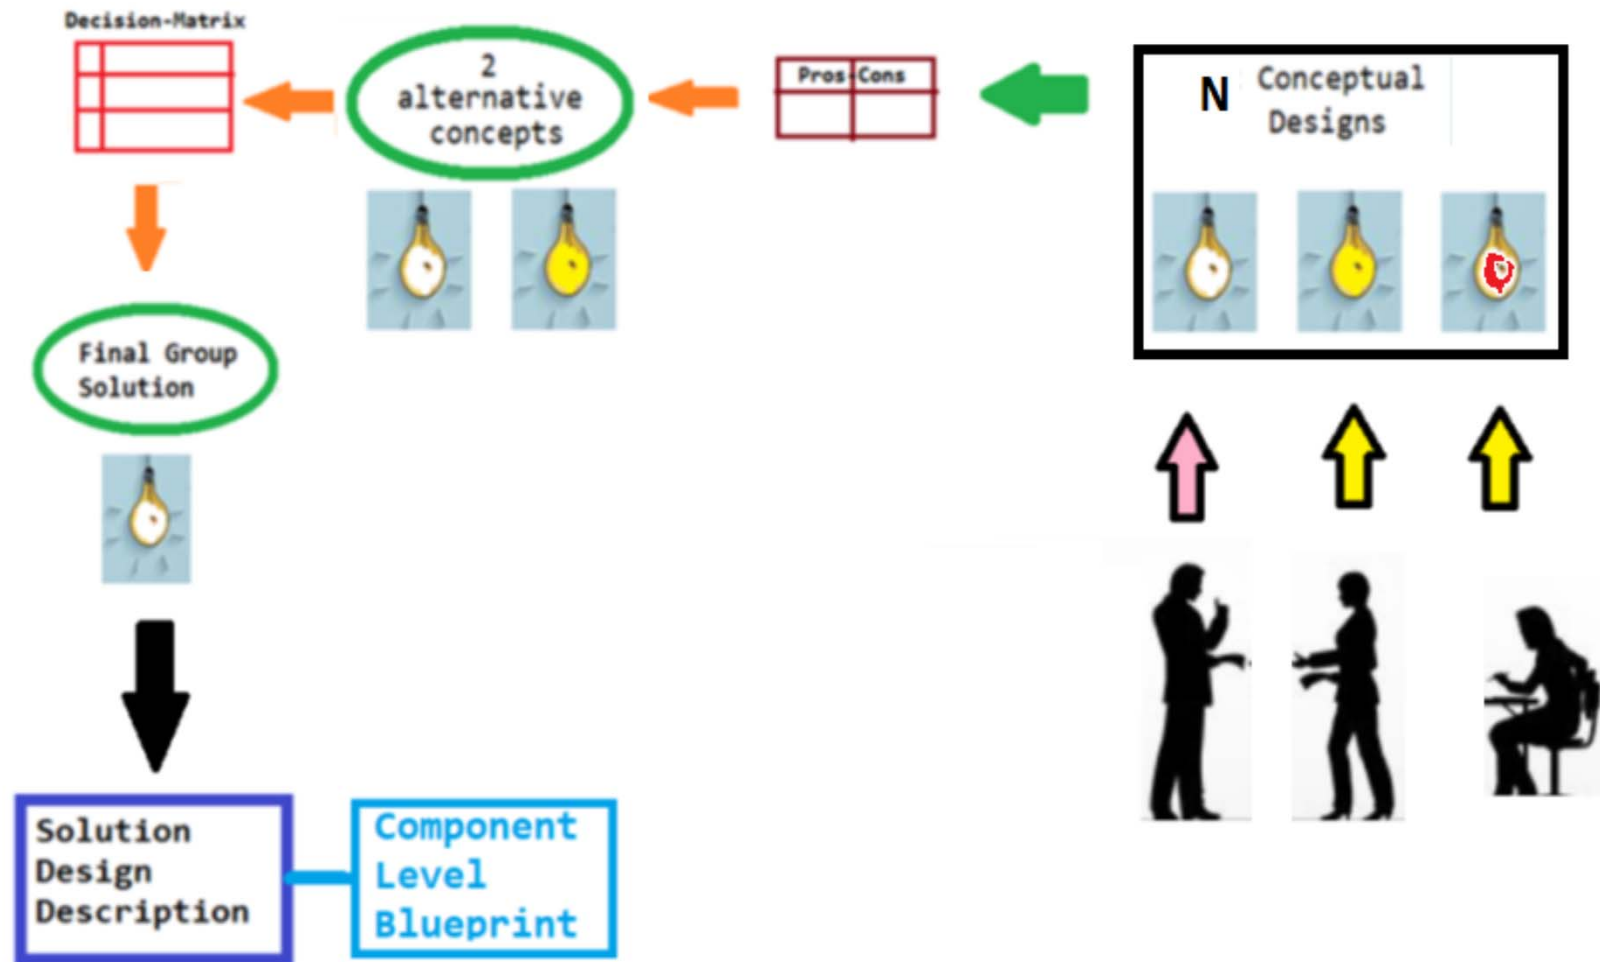 Decision-Matrix
2
alternative
concepts
Pros-Cons
N Conceptual
Designs
Final Group
Solution
Solution
Design
Description
Component
Level
Blueprint